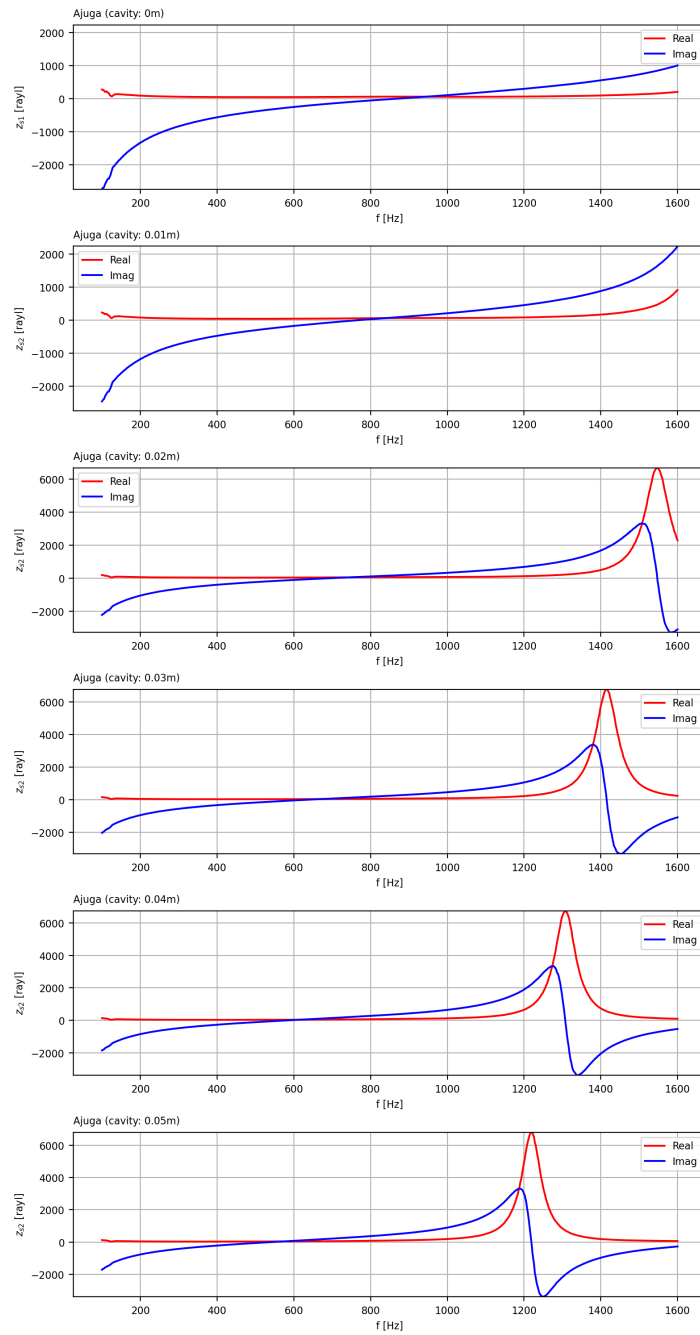 Ajuga (cavity: 0m)
2000
1000
0
−1000
−2000
z_s1 [rayl]
Real
Imag
200 400 600 800 1000 1200 1400 1600
f [Hz]
Ajuga (cavity: 0.01m)
2000
1000
0
−1000
−2000
z_s2 [rayl]
Real
Imag
200 400 600 800 1000 1200 1400 1600
f [Hz]
Ajuga (cavity: 0.02m)
6000
4000
2000
0
−2000
z_s2 [rayl]
Real
Imag
200 400 600 800 1000 1200 1400 1600
f [Hz]
Ajuga (cavity: 0.03m)
6000
4000
2000
0
−2000
z_s2 [rayl]
Real
Imag
200 400 600 800 1000 1200 1400 1600
f [Hz]
Ajuga (cavity: 0.04m)
6000
4000
2000
0
−2000
z_s2 [rayl]
Real
Imag
200 400 600 800 1000 1200 1400 1600
f [Hz]
Ajuga (cavity: 0.05m)
6000
4000
2000
0
−2000
z_s2 [rayl]
Real
Imag
200 400 600 800 1000 1200 1400 1600
f [Hz]